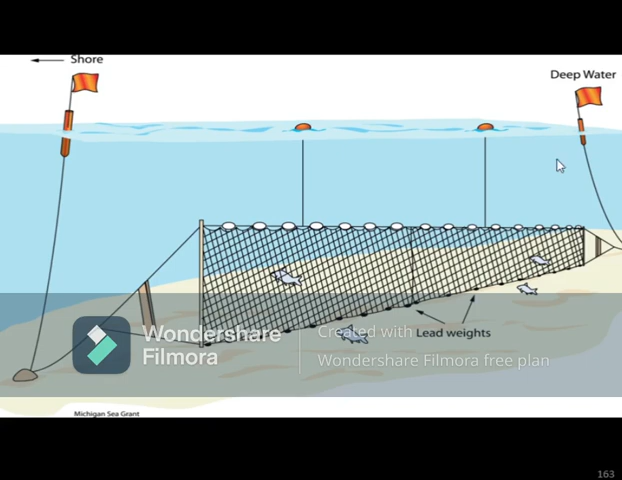 Shore
Deep Water
Wondershare
Filmora
Created with
Lead weights
Wondershare Filmora free plan
Michigan Sea Grant
163